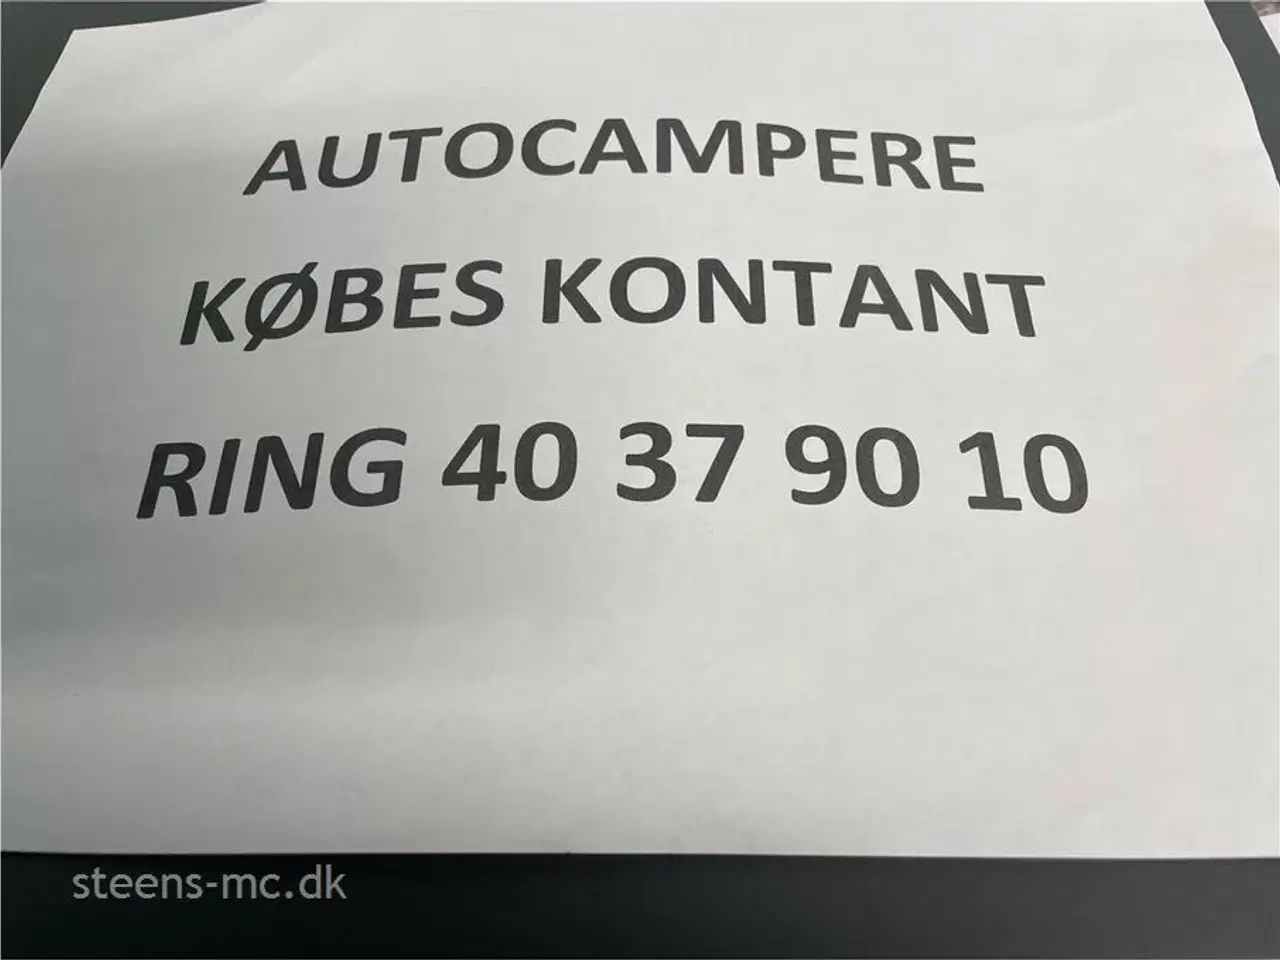 AUTOCAMPERE
KØBES KONTANT
RING 40 37 90 10
steens-mc.dk